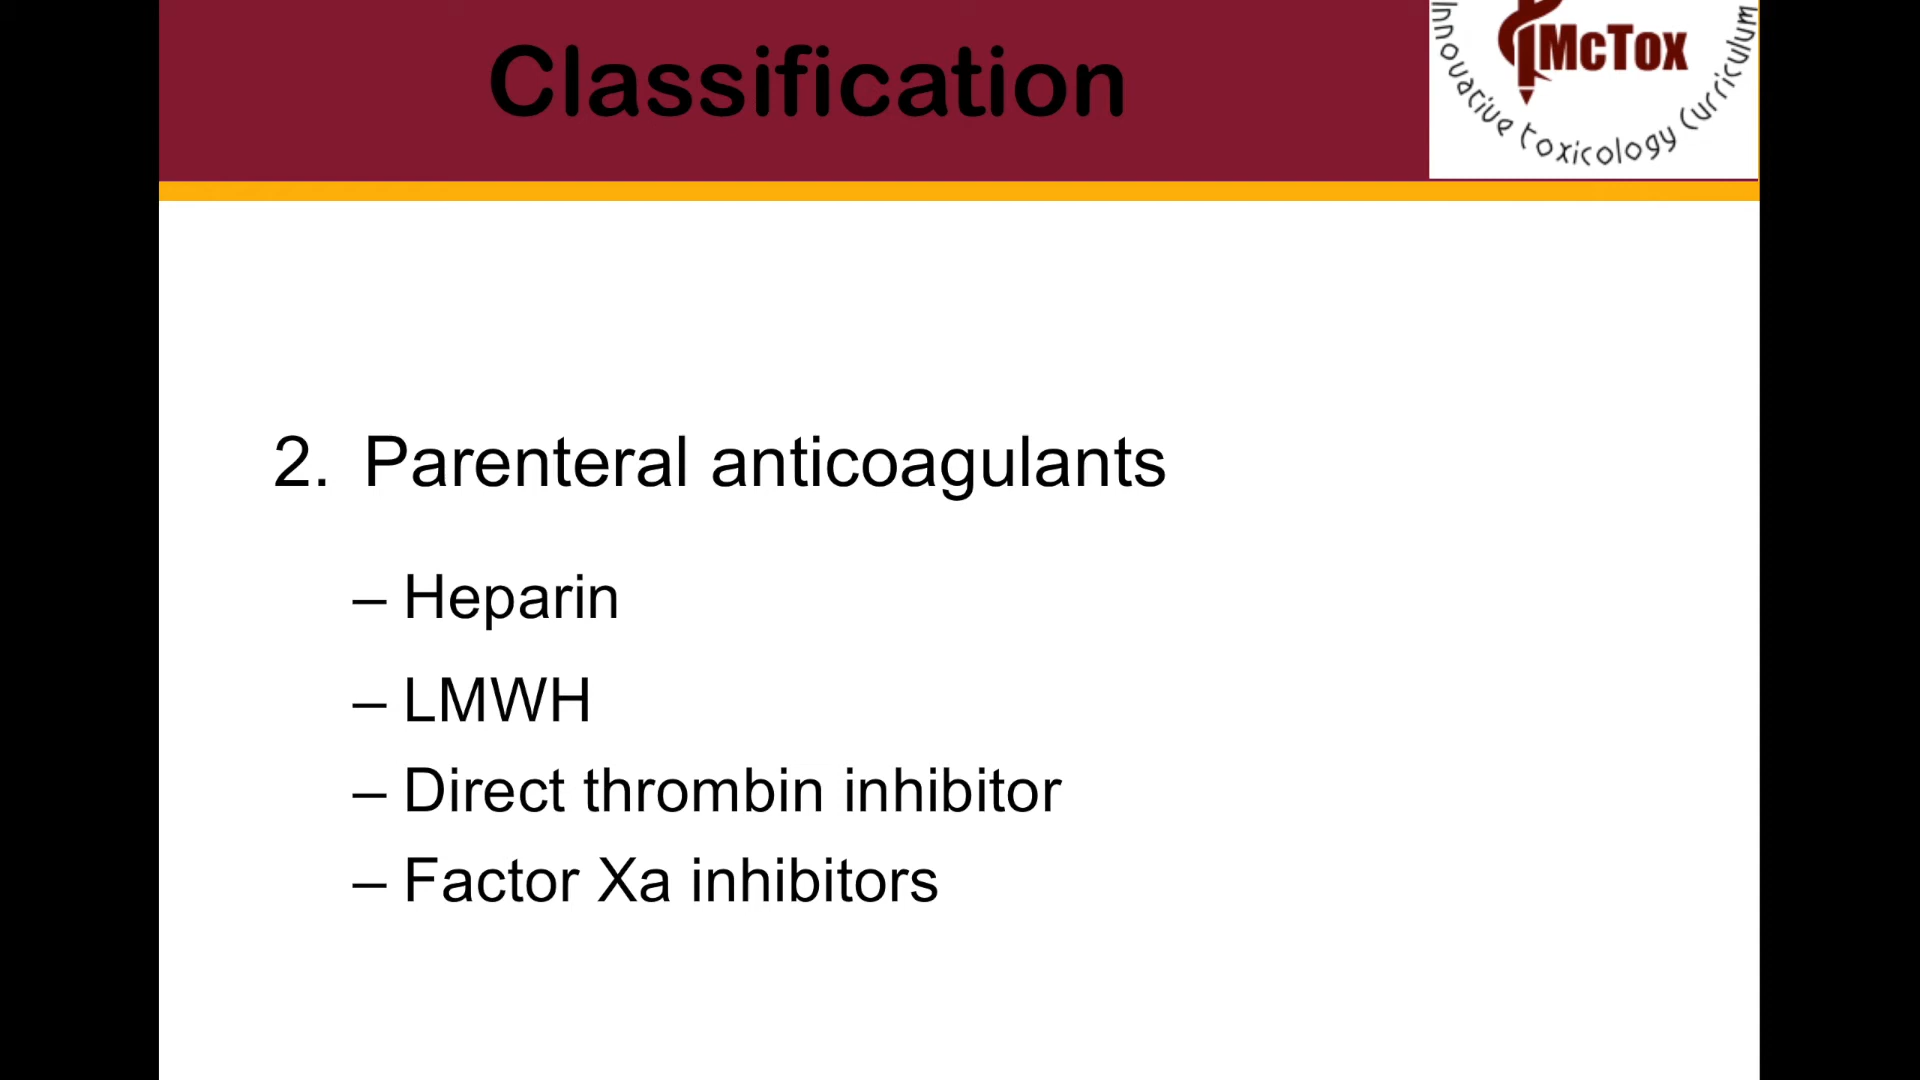 Classification
McTox
Innovative toxicology Curriculum
2. Parenteral anticoagulants
– Heparin
– LMWH
– Direct thrombin inhibitor
– Factor Xa inhibitors